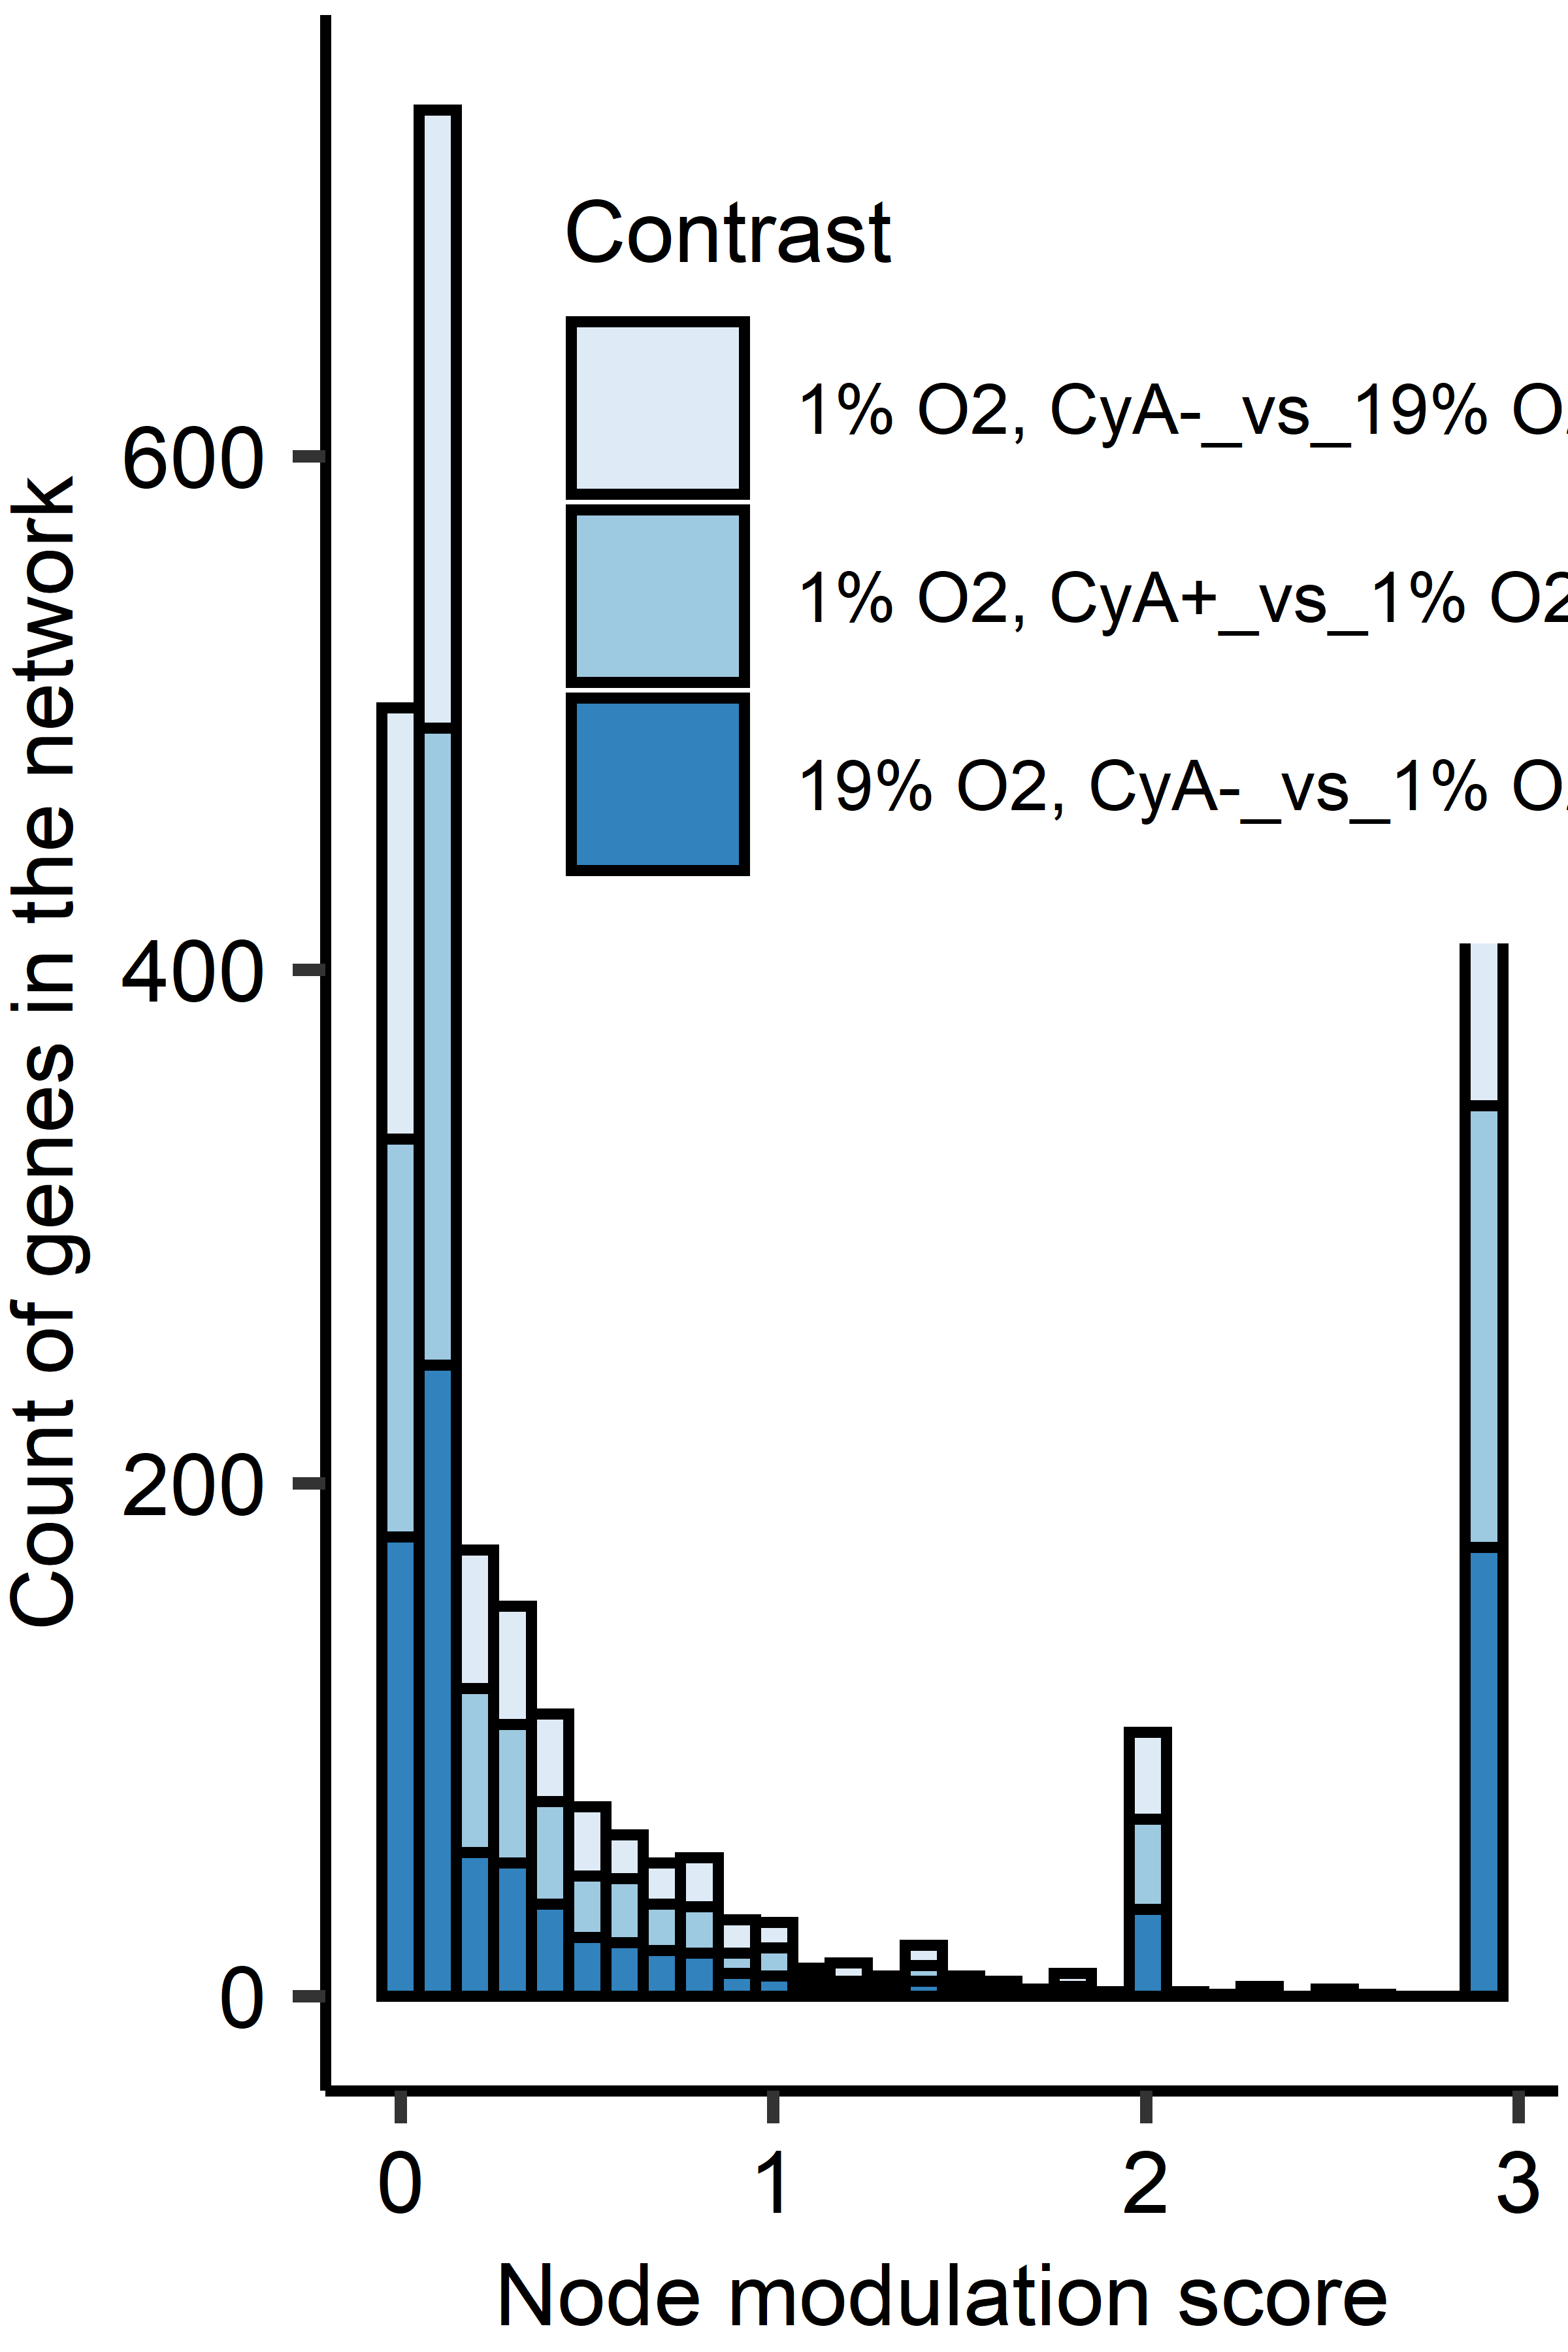 Contrast
1% O2, CyA-_vs_19% O
1% O2, CyA+_vs_1% O2
19% O2, CyA-_vs_1% O
Count of genes in the network
600
400
200
0
0 1 2 3
Node modulation score